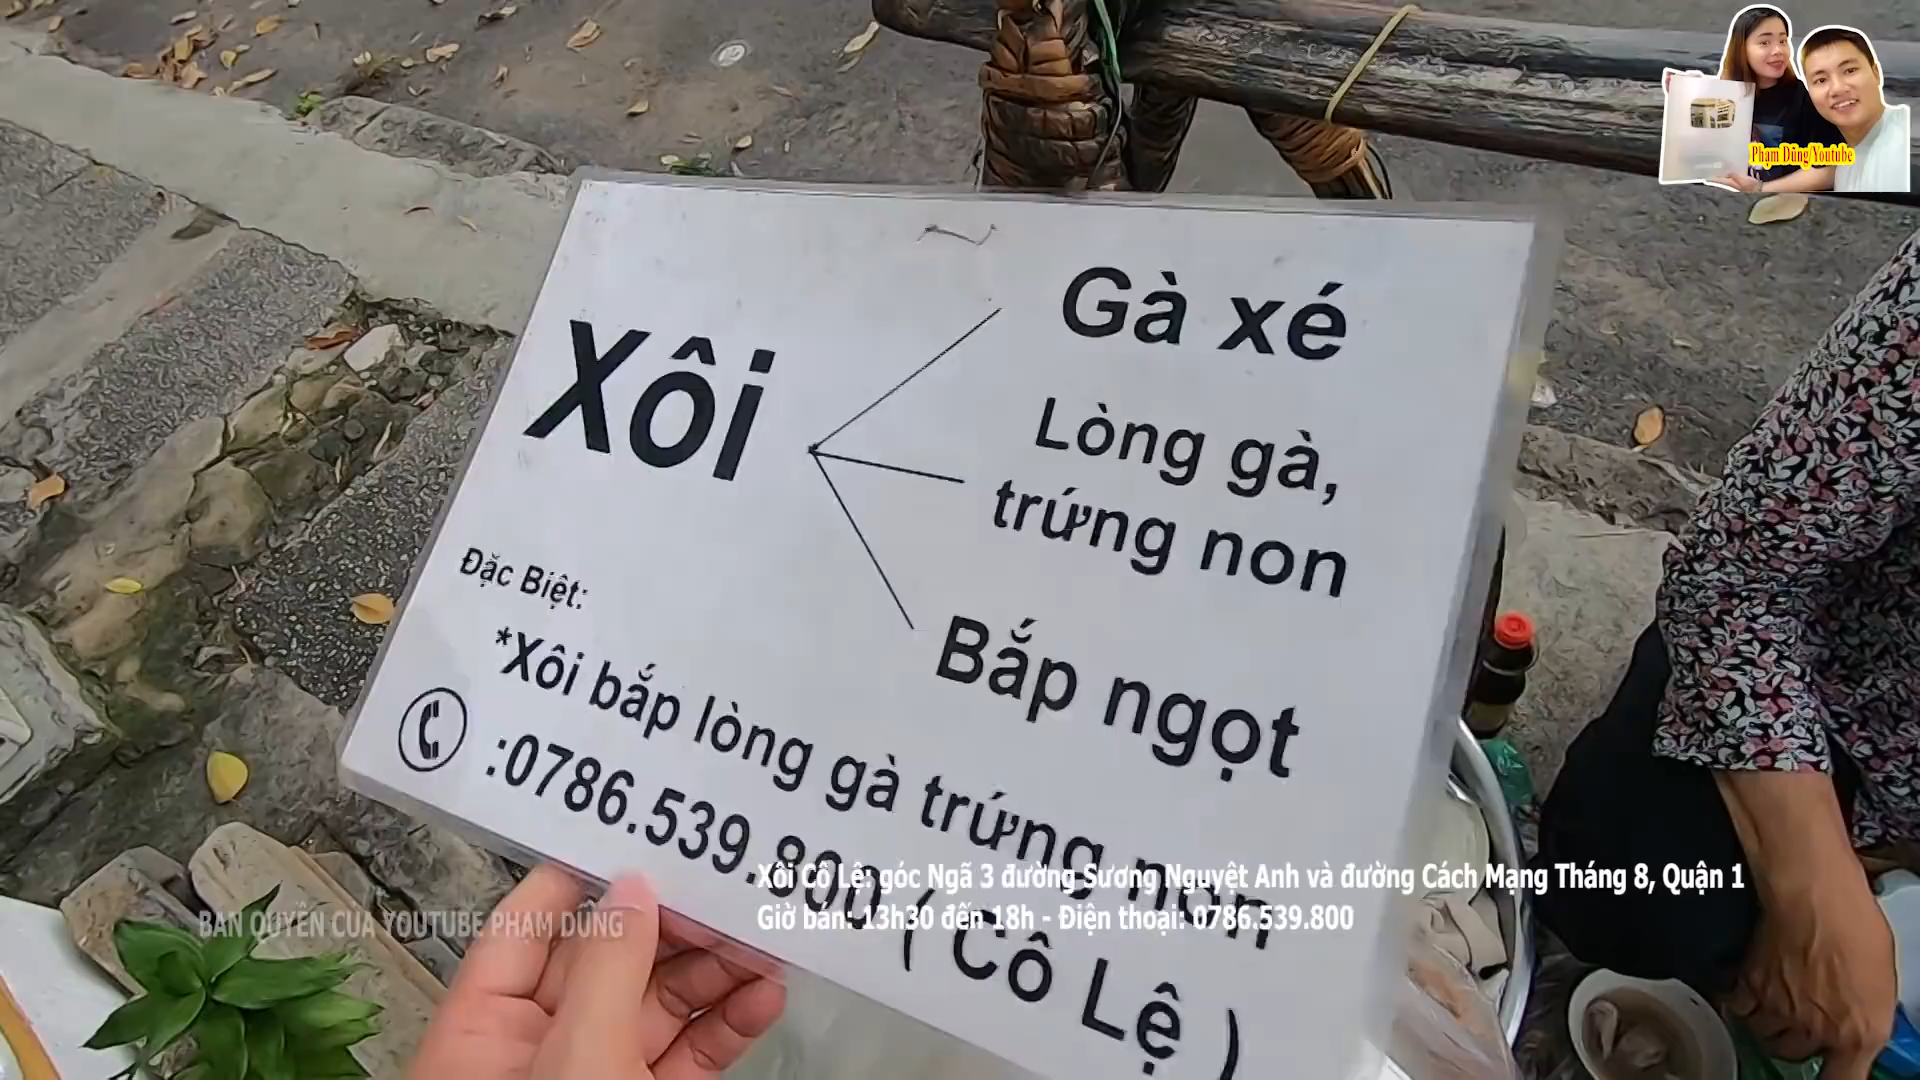 Phạm Dũng Youtube
Xôi
Gà xé
Lòng gà,
trứng non
Bắp ngọt
Đặc Biệt:
*Xôi bắp lòng gà trứng non
:0786.539.800 ( Cô Lệ )
Xôi Cô Lệ: góc Ngã 3 đường Sương Nguyệt Anh và đường Cách Mạng Tháng 8, Quận 1
Giờ bán: 13h30 đến 18h - Điện thoại: 0786.539.800
BẢN QUYỀN CỦA YOUTUBE PHẠM DŨNG